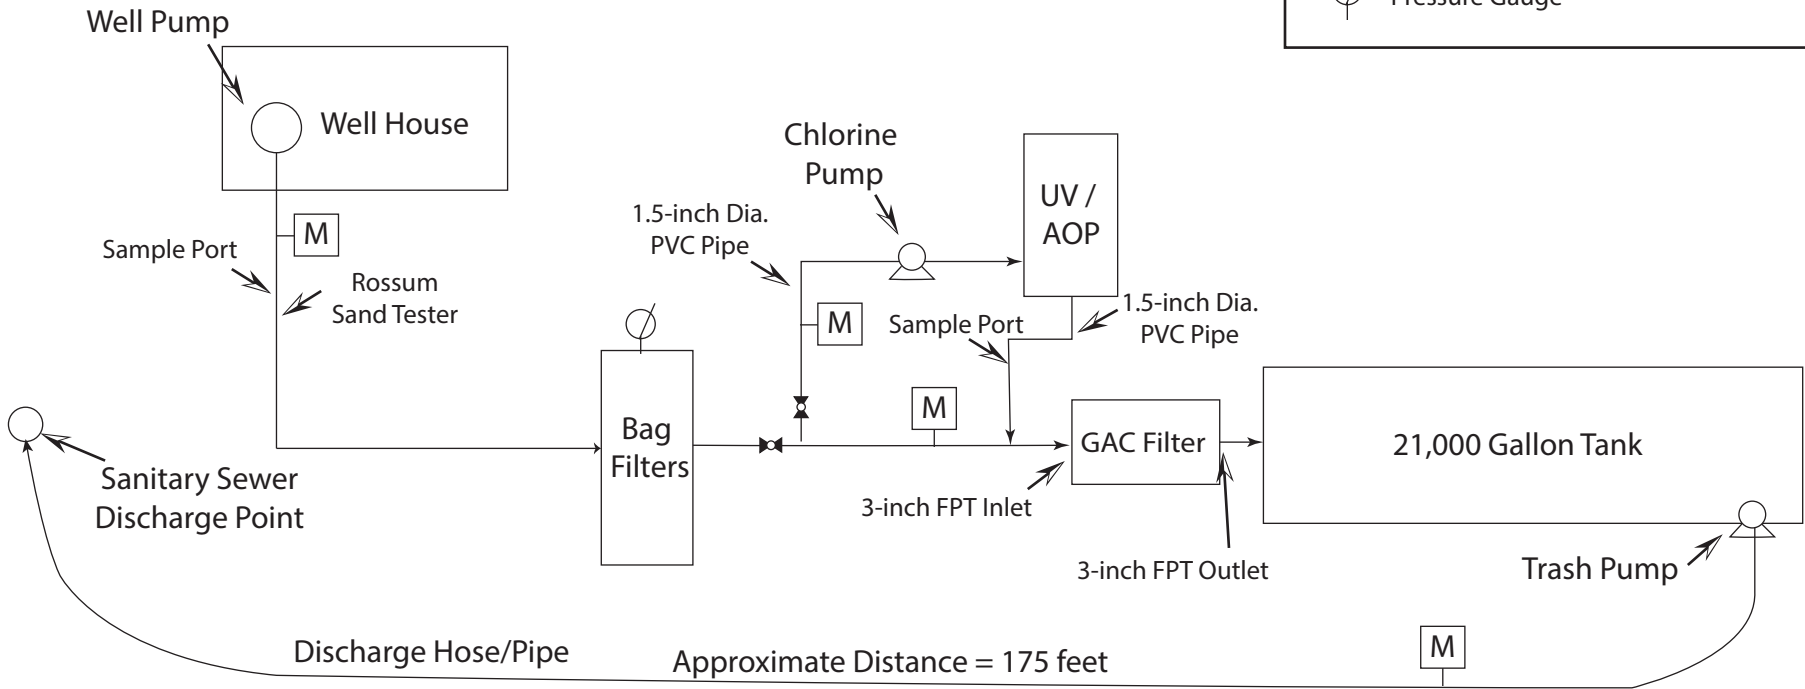 Pressure Gauge
Well Pump
Well House
M
Sample Port
Rossum
Sand Tester
Chlorine
Pump
UV /
AOP
1.5-inch Dia.
PVC Pipe
M
Sample Port
1.5-inch Dia.
PVC Pipe
M
Bag
Filters
GAC Filter
21,000 Gallon Tank
3-inch FPT Inlet
3-inch FPT Outlet
Trash Pump
Sanitary Sewer
Discharge Point
Discharge Hose/Pipe
Approximate Distance = 175 feet
M